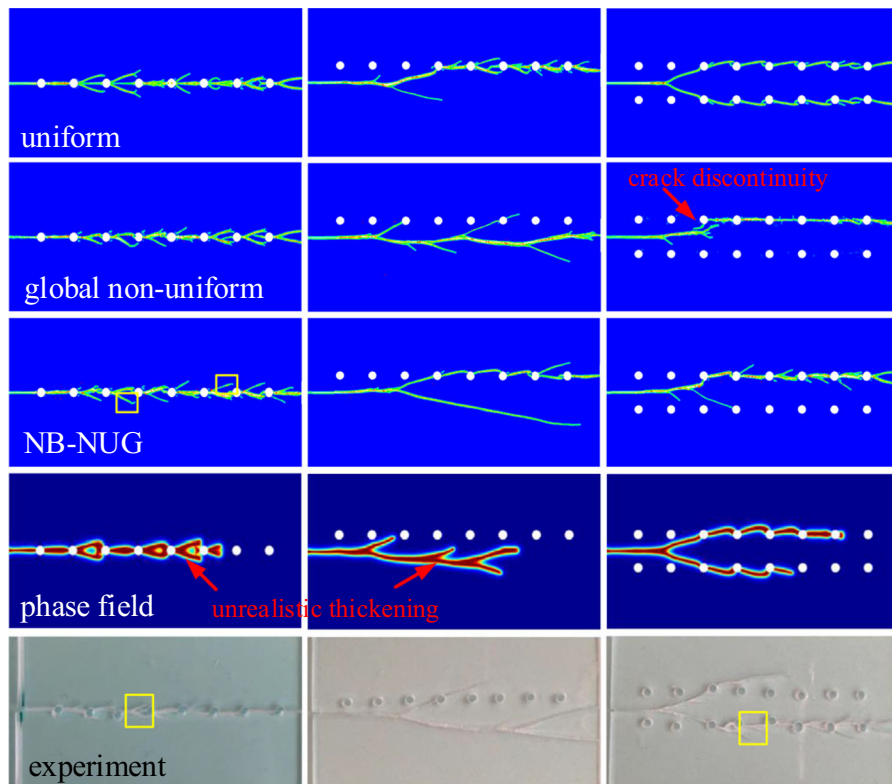 uniform
crack discontinuity
global non-uniform
NB-NUG
phase field
unrealistic thickening
experiment